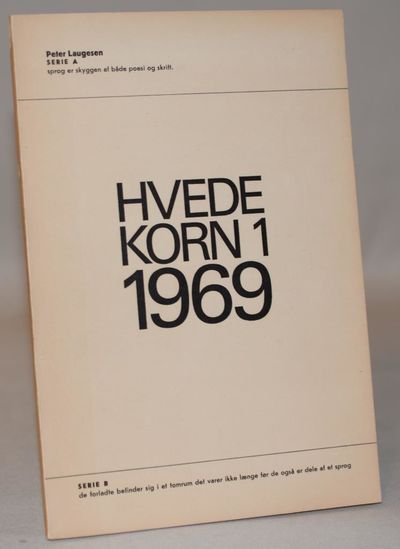 Peter Laugesen
SERIE A
sprog er skyggen af både poesi og skrift.
HVEDE
KORN 1
1969
SERIE B
de forladte befinder sig i et tomrum det varer ikke længe før de også er dele af et sprog